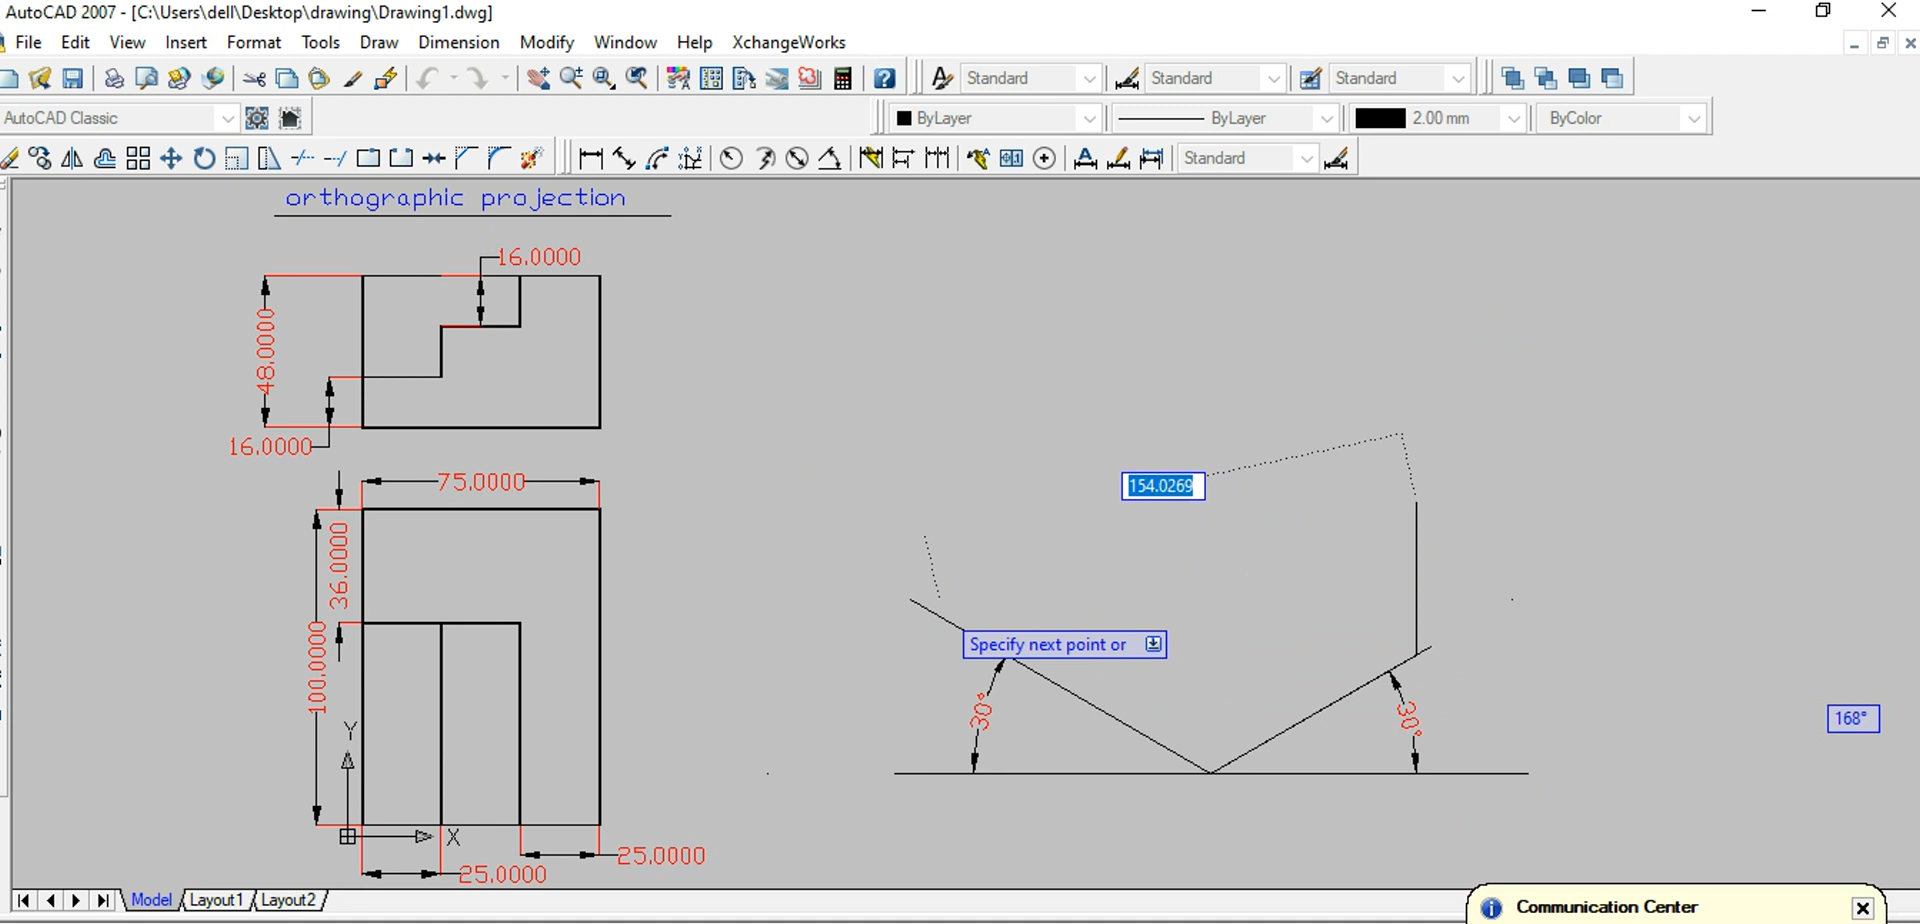 AutoCAD 2007 - [C:\Users\dell\Desktop\drawing\Drawing1.dwg]
File Edit View Insert Format Tools Draw Dimension Modify Window Help XchangeWorks
Standard Standard Standard
AutoCAD Classic ByLayer ByLayer 2.00 mm ByColor
Standard
orthographic projection
16.0000
48.0000
16.0000
75.0000
154.0269
36.0000
100.0000
Specify next point or
30°
30°
168°
Y
X
25.0000
25.0000
Model Layout1 Layout2
Communication Center